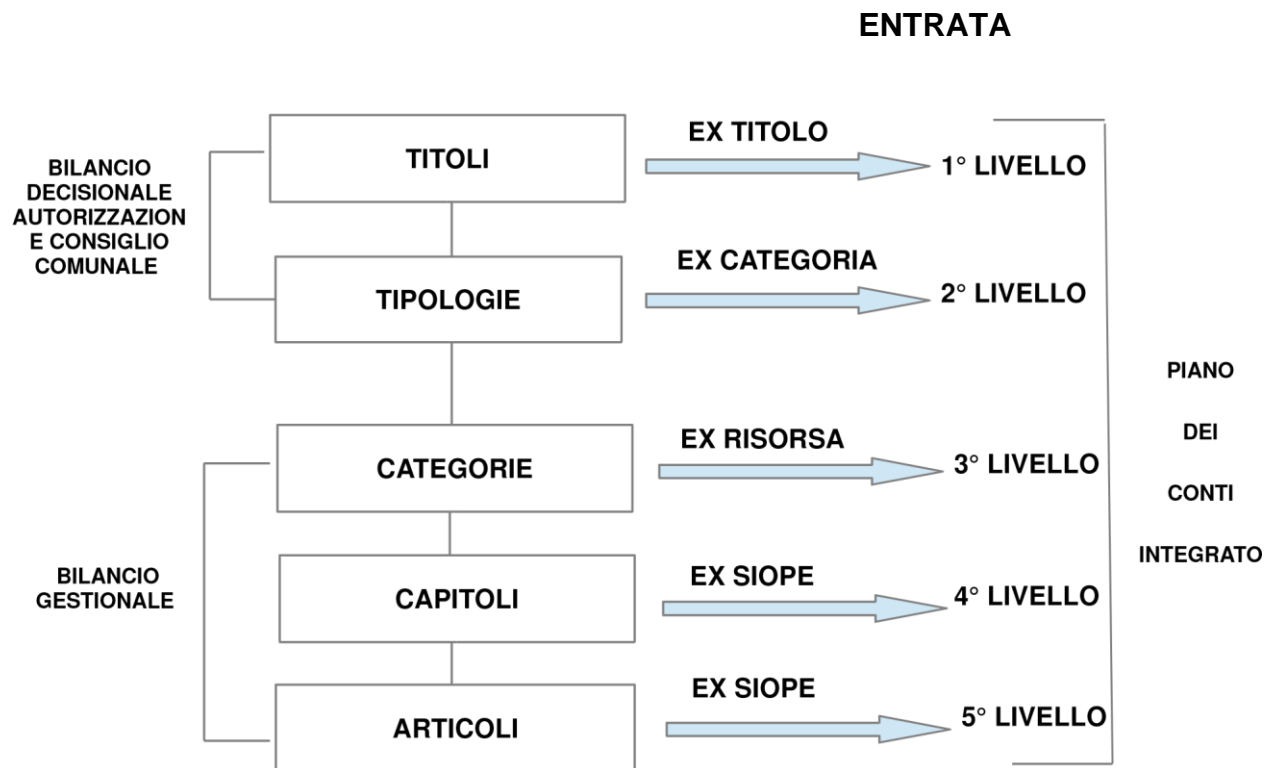 ENTRATA
BILANCIO
DECISIONALE
AUTORIZZAZION
E CONSIGLIO
COMUNALE
TITOLI
EX TITOLO
1° LIVELLO
TIPOLOGIE
EX CATEGORIA
2° LIVELLO
BILANCIO
GESTIONALE
CATEGORIE
EX RISORSA
3° LIVELLO
CAPITOLI
EX SIOPE
4° LIVELLO
ARTICOLI
EX SIOPE
5° LIVELLO
PIANO
DEI
CONTI
INTEGRATO